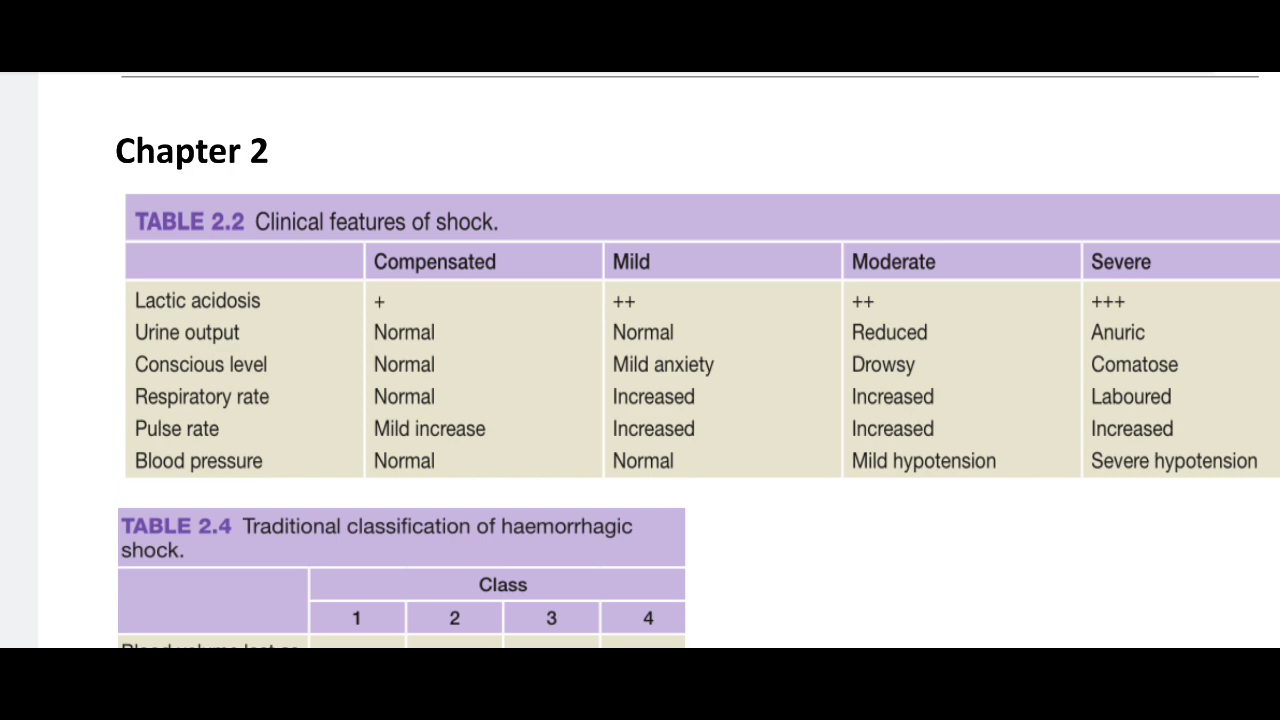 Chapter 2
TABLE 2.2 Clinical features of shock.
Compensated Mild Moderate Severe
Lactic acidosis + ++ ++ +++
Urine output Normal Normal Reduced Anuric
Conscious level Normal Mild anxiety Drowsy Comatose
Respiratory rate Normal Increased Increased Laboured
Pulse rate Mild increase Increased Increased Increased
Blood pressure Normal Normal Mild hypotension Severe hypotension
TABLE 2.4 Traditional classification of haemorrhagic
shock.
Class
1 2 3 4